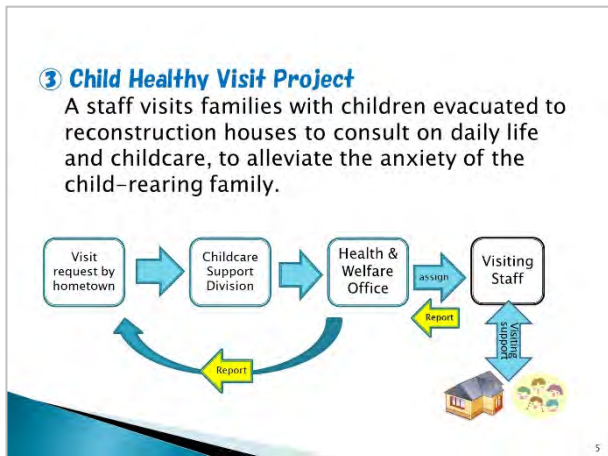 ③ Child Healthy Visit Project
A staff visits families with children evacuated to
reconstruction houses to consult on daily life
and childcare, to alleviate the anxiety of the
child-rearing family.
Visit
request by
hometown
Childcare
Support
Division
Health &
Welfare
Office
assign
Visiting
Staff
Report
Visiting
support
Report
5